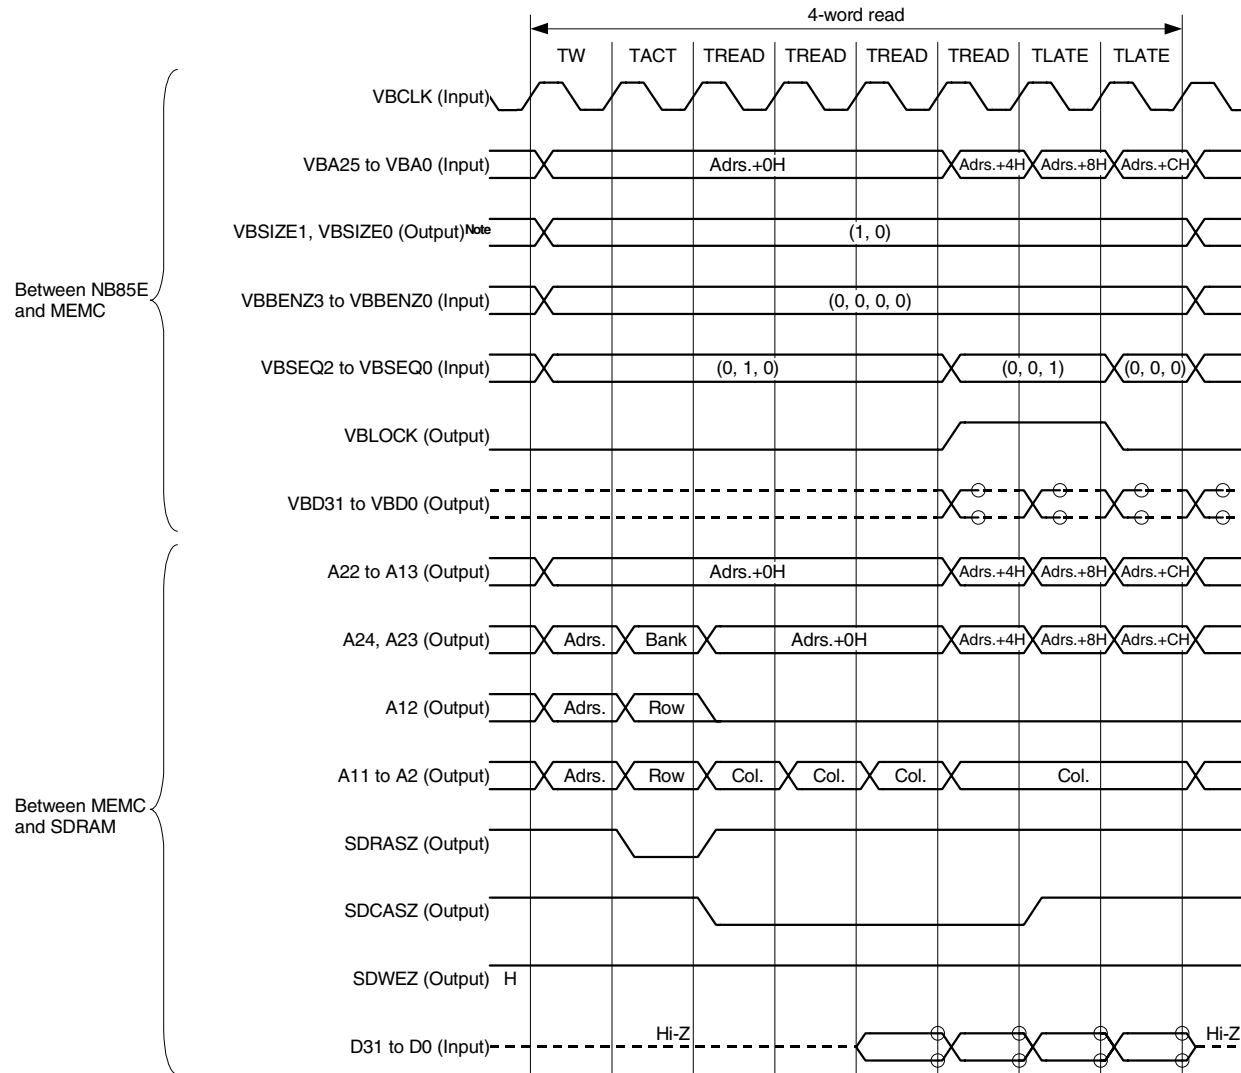 4-word read
TW TACT TREAD TREAD TREAD TREAD TLATE TLATE
VBCLK (Input)
VBA25 to VBA0 (Input) Adrs.+0H Adrs.+4H Adrs.+8H Adrs.+CH
VBSIZE1, VBSIZE0 (Output)Note (1, 0)
Between NB85E
and MEMC
VBBENZ3 to VBBENZ0 (Input) (0, 0, 0, 0)
VBSEQ2 to VBSEQ0 (Input) (0, 1, 0) (0, 0, 1) (0, 0, 0)
VBLOCK (Output)
VBD31 to VBD0 (Output)
A22 to A13 (Output) Adrs.+0H Adrs.+4H Adrs.+8H Adrs.+CH
A24, A23 (Output) Adrs. Bank Adrs.+0H Adrs.+4H Adrs.+8H Adrs.+CH
A12 (Output) Adrs. Row
A11 to A2 (Output) Adrs. Row Col. Col. Col. Col.
Between MEMC
and SDRAM
SDRASZ (Output)
SDCASZ (Output)
SDWEZ (Output) H
D31 to D0 (Input) Hi-Z Hi-Z